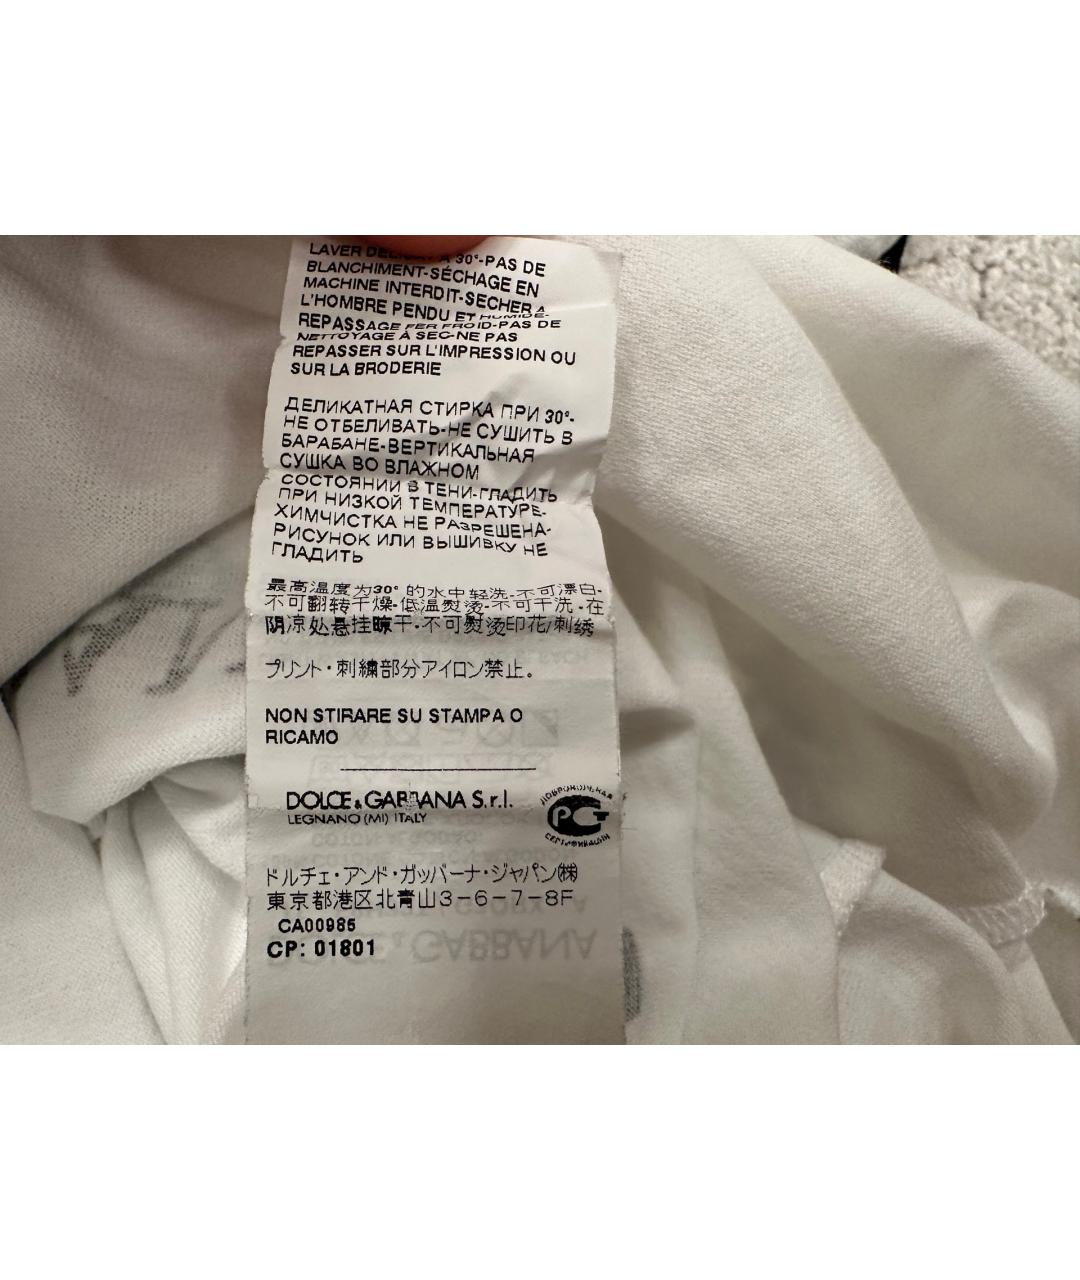 LAVER DELICAT À 30°-PAS DE
BLANCHIMENT-SÉCHAGE EN
MACHINE INTERDIT-SECHER A
L'HOMBRE PENDU ET HUMIDE-
REPASSAGE FER FROID-PAS DE
NETTOYAGE À SEC-NE PAS
REPASSER SUR L'IMPRESSION OU
SUR LA BRODERIE
ДЕЛИКАТНАЯ СТИРКА ПРИ 30°-
НЕ ОТБЕЛИВАТЬ-НЕ СУШИТЬ В
БАРАБАНЕ-ВЕРТИКАЛЬНАЯ
СУШКА ВО ВЛАЖНОМ
СОСТОЯНИИ В ТЕНИ-ГЛАДИТЬ
ПРИ НИЗКОЙ ТЕМПЕРАТУРЕ-
ХИМЧИСТКА НЕ РАЗРЕШЕНА-
РИСУНОК ИЛИ ВЫШИВКУ НЕ
ГЛАДИТЬ
最高温度为30° 的水中轻洗-不可漂白-
不可翻转干燥-低温熨烫-不可干洗-在
阴凉处悬挂晾干-不可熨烫印花/刺绣
プリント・刺繍部分アイロン禁止。
NON STIRARE SU STAMPA O
RICAMO
DOLCE & GABBANA S.r.l.
LEGNANO (MI) ITALY
ДОБРОВОЛЬНАЯ
РСТ
СЕРТИФИКАЦИЯ
ドルチェ・アンド・ガッバーナ・ジャパン㈱
東京都港区北青山3-6-7-8F
CA00985
CP: 01801
DOLCE & GABBANA